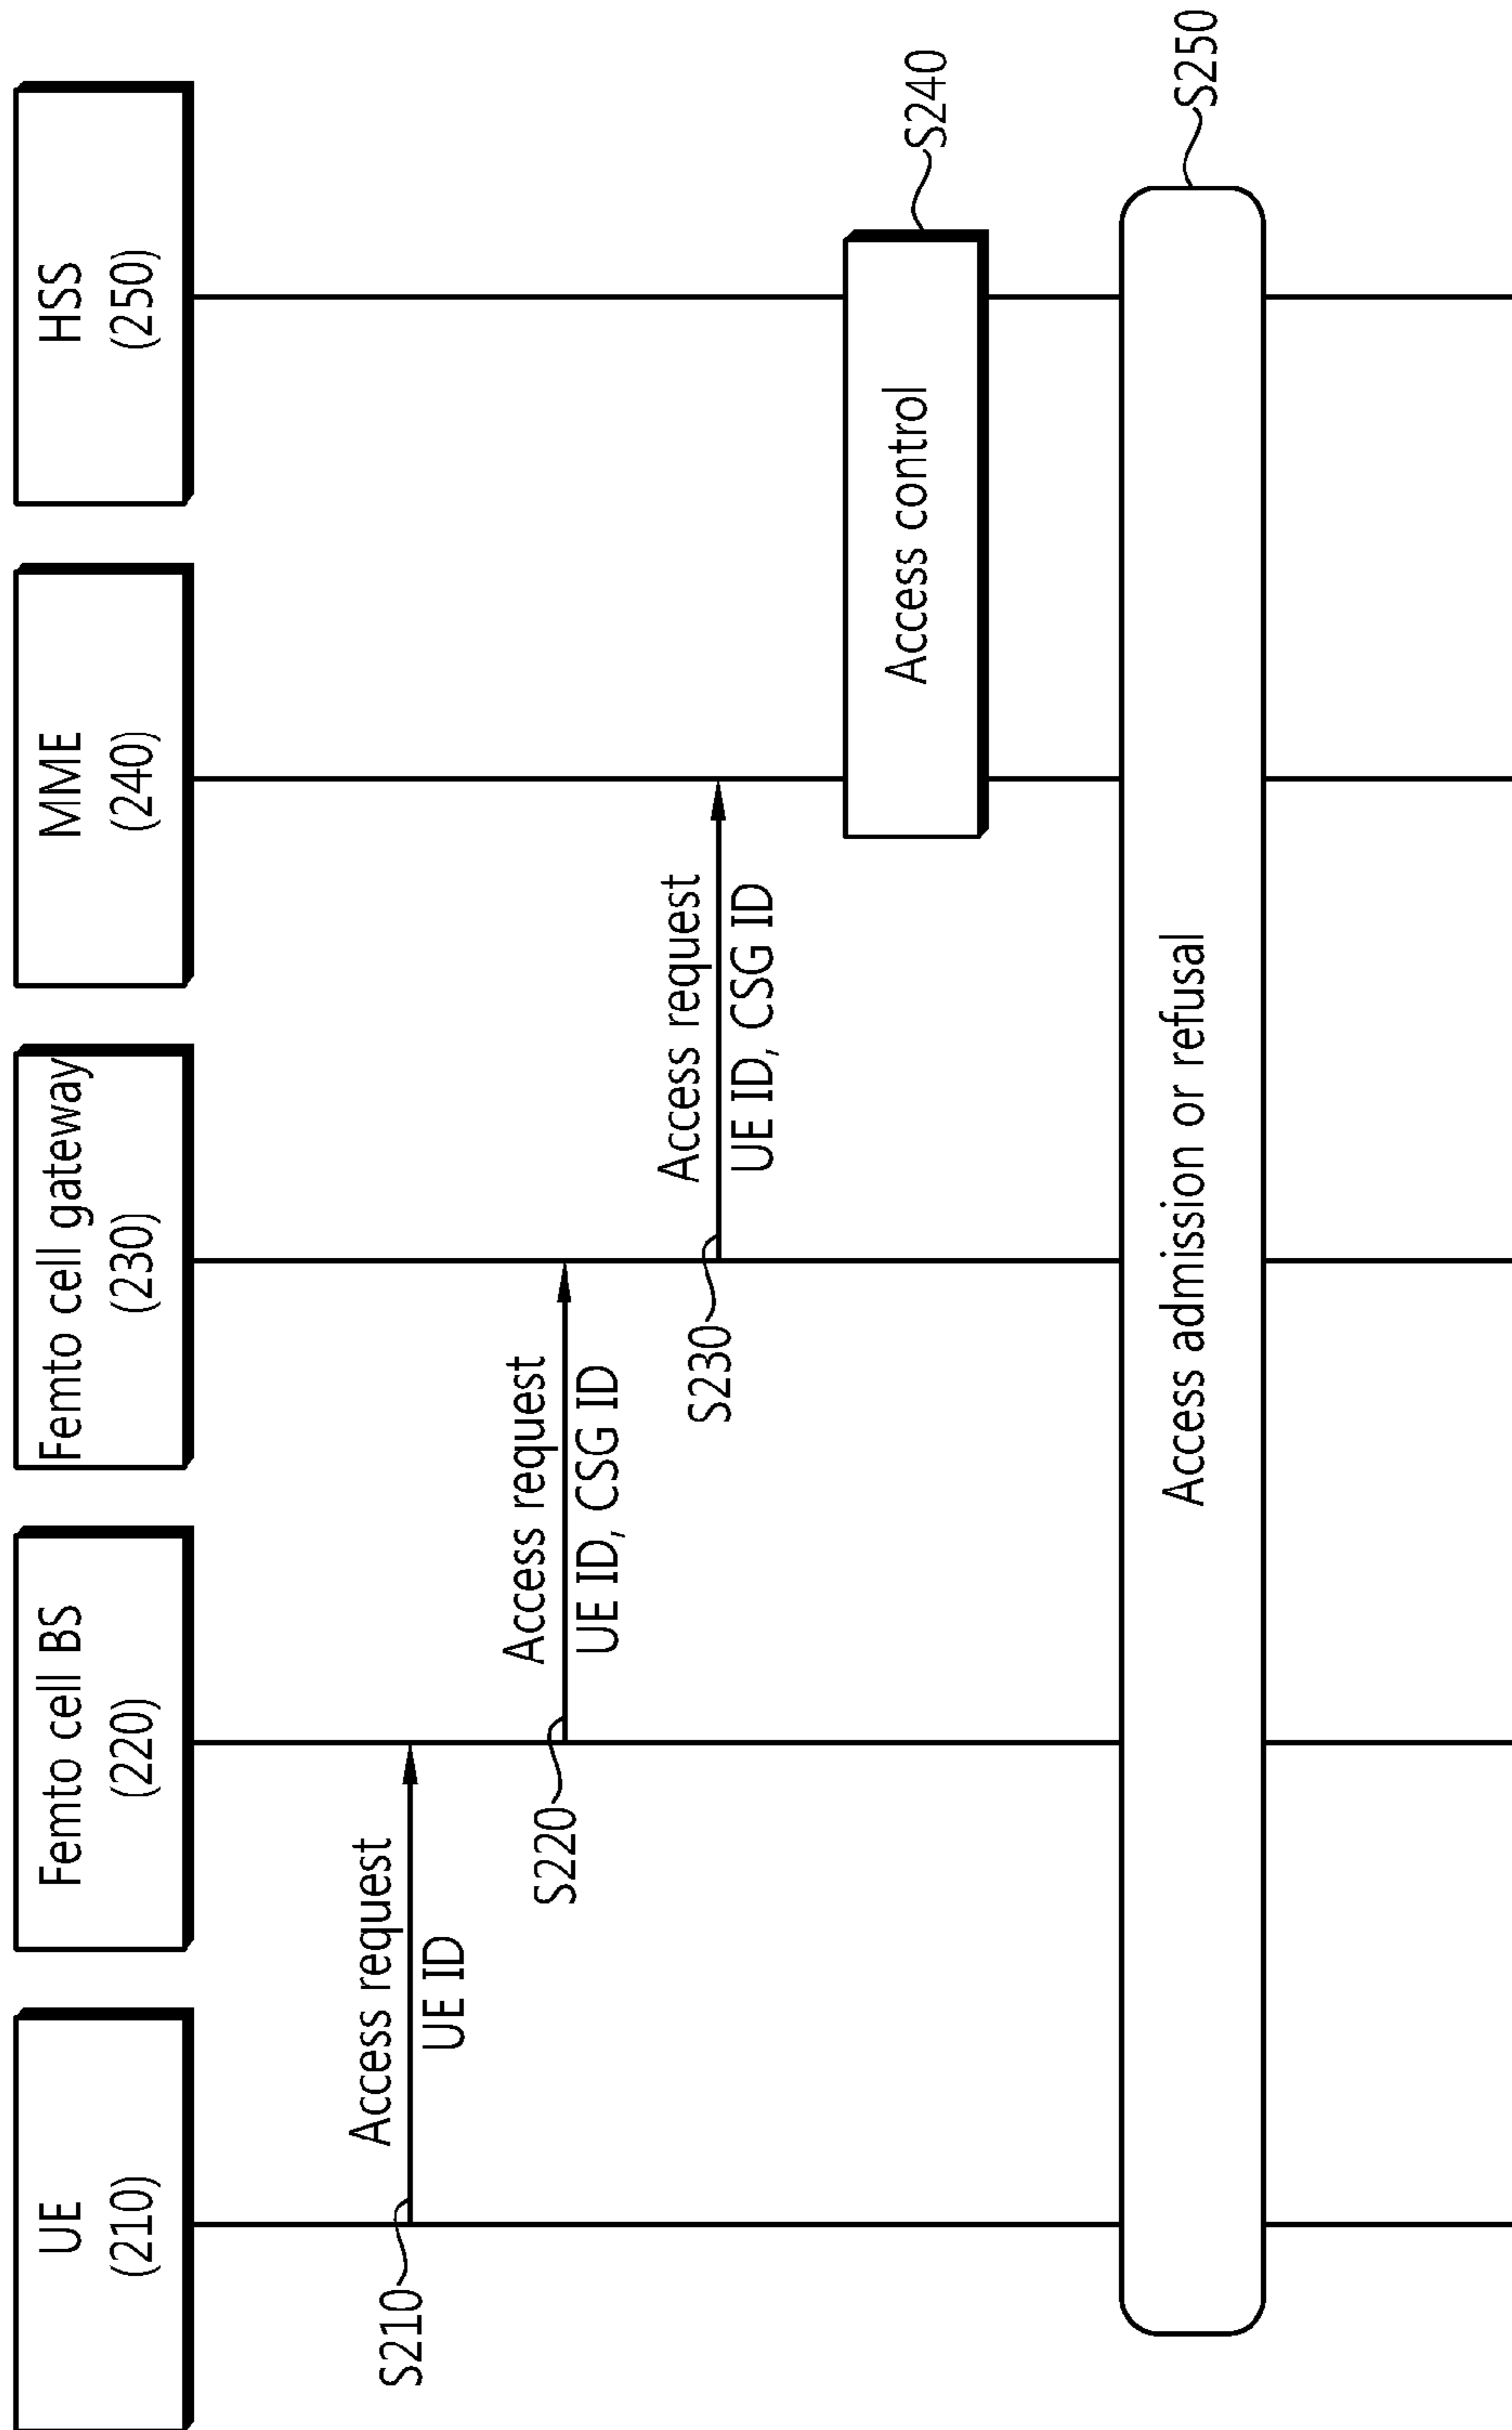 UE
(210)
Femto cell BS
(220)
Femto cell gateway
(230)
MME
(240)
HSS
(250)
S210
Access request
UE ID
S220
Access request
UE ID, CSG ID
S230
Access request
UE ID, CSG ID
Access control
S240
Access admission or refusal
S250